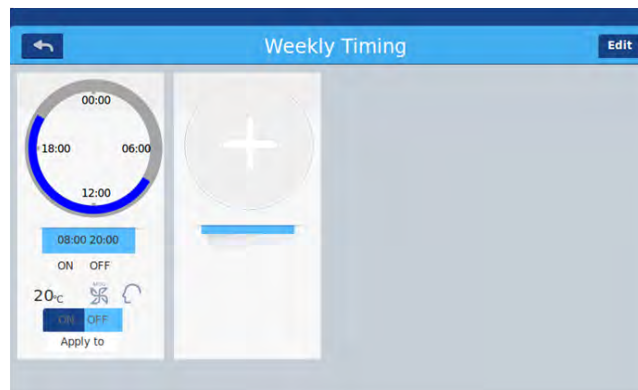 Weekly Timing
Edit
00:00
18:00 06:00
12:00
08:00 20:00
ON OFF
20°C
ON OFF
Apply to